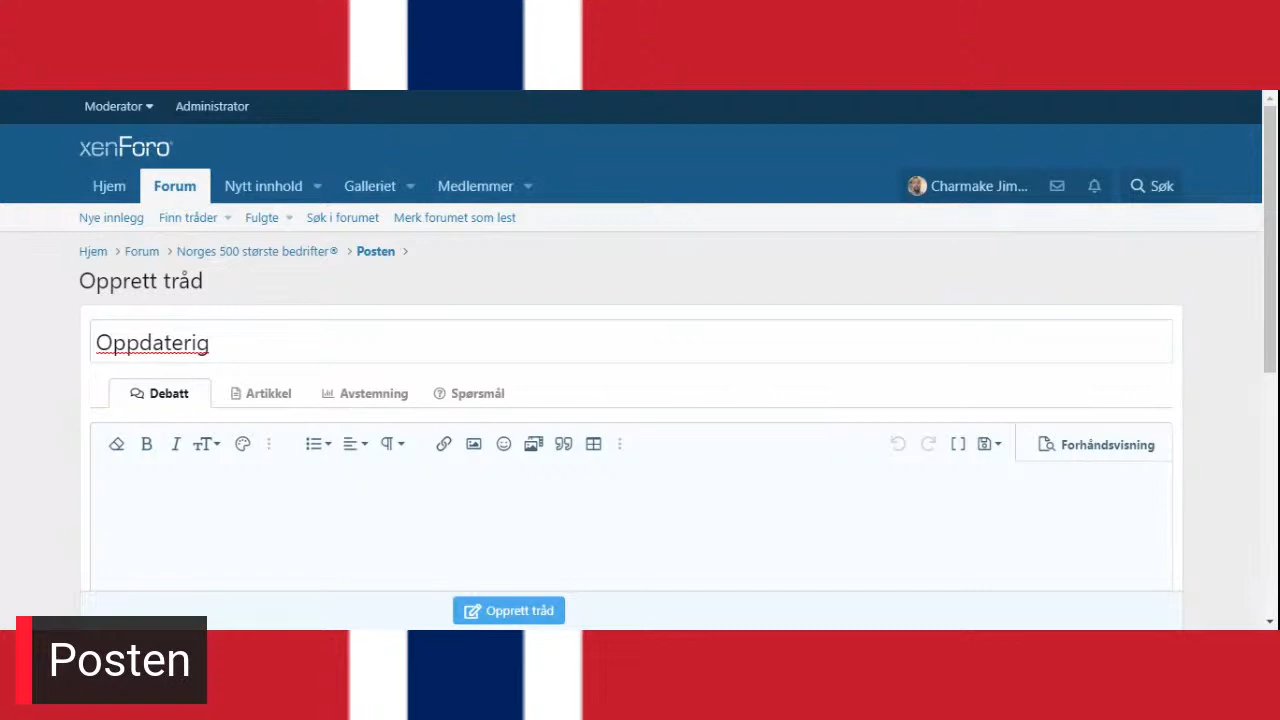 Moderator Administrator
xenForo
Hjem Forum Nytt innhold Galleriet Medlemmer Charmake Jim... Søk
Nye innlegg Finn tråder Fulgte Søk i forumet Merk forumet som lest
Hjem > Forum > Norges 500 største bedrifter® > Posten >
Opprett tråd
Oppdaterig
Debatt Artikkel Avstemning Spørsmål
B I TT Forhåndsvisning
Opprett tråd
Posten